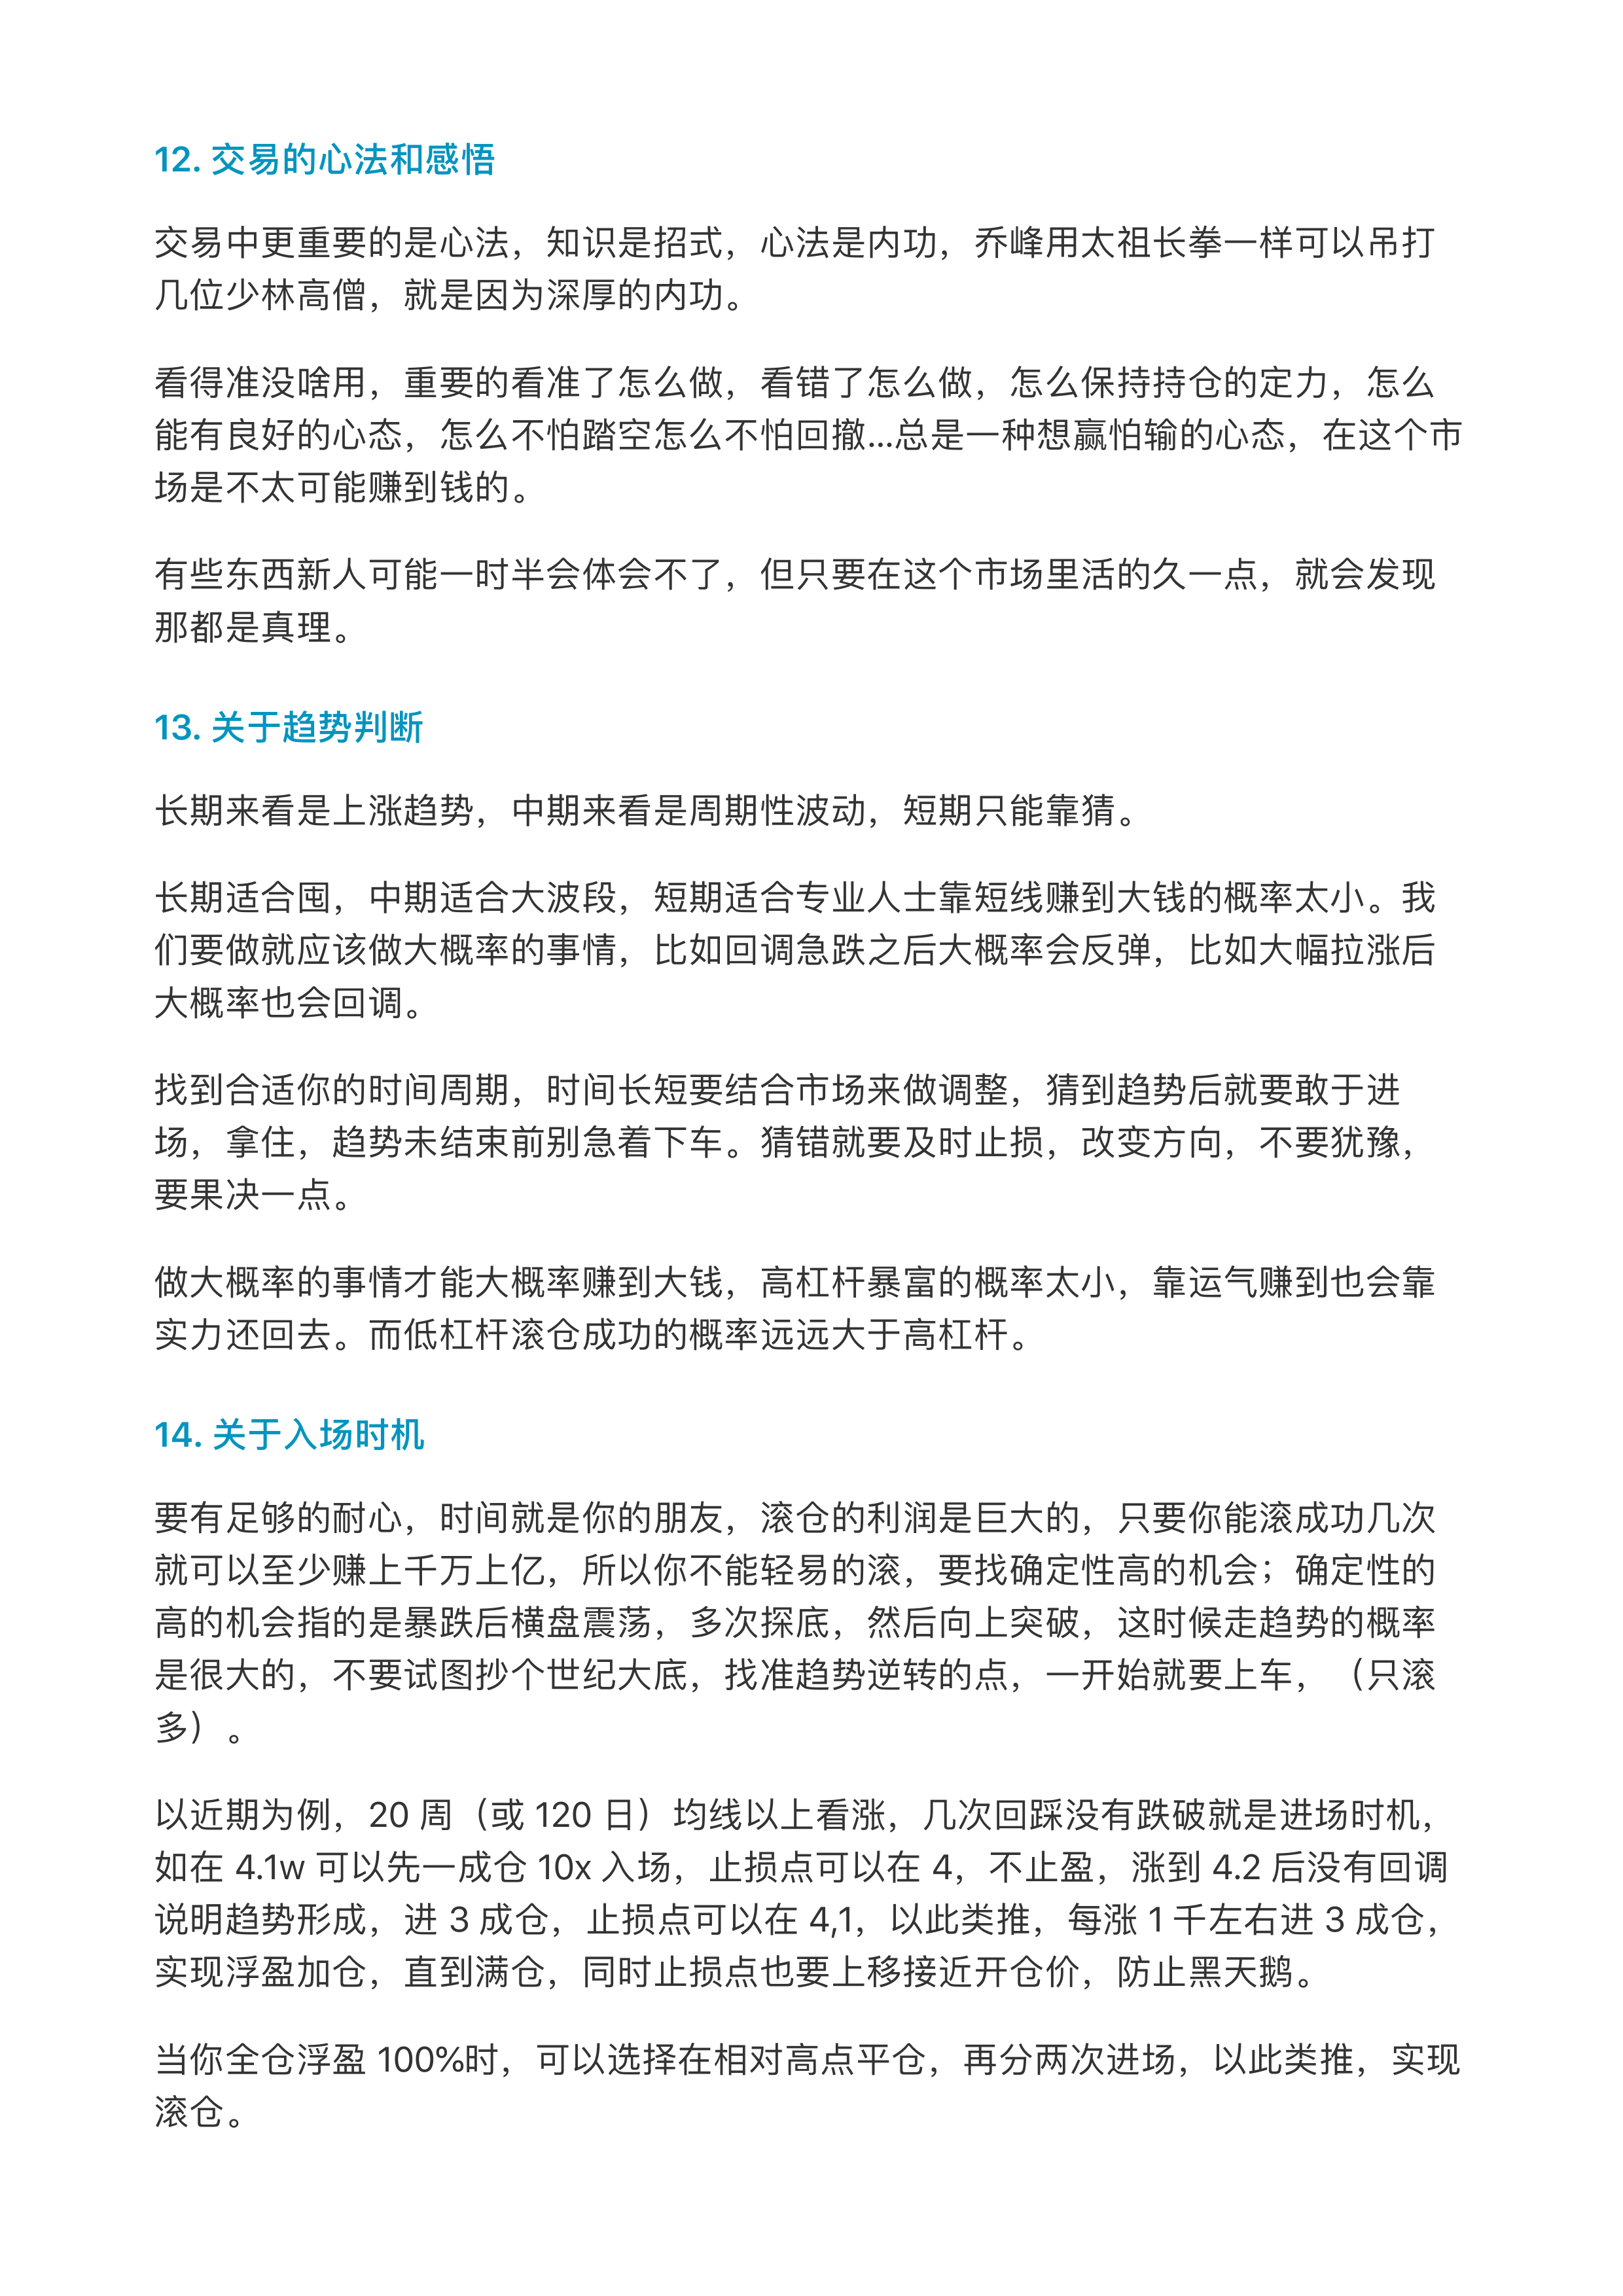 12. 交易的心法和感悟
交易中更重要的是心法，知识是招式，心法是内功，乔峰用太祖长拳一样可以吊打
几位少林高僧，就是因为深厚的内功。
看得准没啥用，重要的看准了怎么做，看错了怎么做，怎么保持持仓的定力，怎么
能有良好的心态，怎么不怕踏空怎么不怕回撤...总是一种想赢怕输的心态，在这个市
场是不太可能赚到钱的。
有些东西新人可能一时半会体会不了，但只要在这个市场里活的久一点，就会发现
那都是真理。
13. 关于趋势判断
长期来看是上涨趋势，中期来看是周期性波动，短期只能靠猜。
长期适合囤，中期适合大波段，短期适合专业人士靠短线赚到大钱的概率太小。我
们要做就应该做大概率的事情，比如回调急跌之后大概率会反弹，比如大幅拉涨后
大概率也会回调。
找到合适你的时间周期，时间长短要结合市场来做调整，猜到趋势后就要敢于进
场，拿住，趋势未结束前别急着下车。猜错就要及时止损，改变方向，不要犹豫，
要果决一点。
做大概率的事情才能大概率赚到大钱，高杠杆暴富的概率太小，靠运气赚到也会靠
实力还回去。而低杠杆滚仓成功的概率远远大于高杠杆。
14. 关于入场时机
要有足够的耐心，时间就是你的朋友，滚仓的利润是巨大的，只要你能滚成功几次
就可以至少赚上千万上亿，所以你不能轻易的滚，要找确定性高的机会；确定性的
高的机会指的是暴跌后横盘震荡，多次探底，然后向上突破，这时候走趋势的概率
是很大的，不要试图抄个世纪大底，找准趋势逆转的点，一开始就要上车，（只滚
多）。
以近期为例，20 周（或 120 日）均线以上看涨，几次回踩没有跌破就是进场时机，
如在 4.1w 可以先一成仓 10x 入场，止损点可以在 4，不止盈，涨到 4.2 后没有回调
说明趋势形成，进 3 成仓，止损点可以在 4,1，以此类推，每涨 1 千左右进 3 成仓，
实现浮盈加仓，直到满仓，同时止损点也要上移接近开仓价，防止黑天鹅。
当你全仓浮盈 100%时，可以选择在相对高点平仓，再分两次进场，以此类推，实现
滚仓。